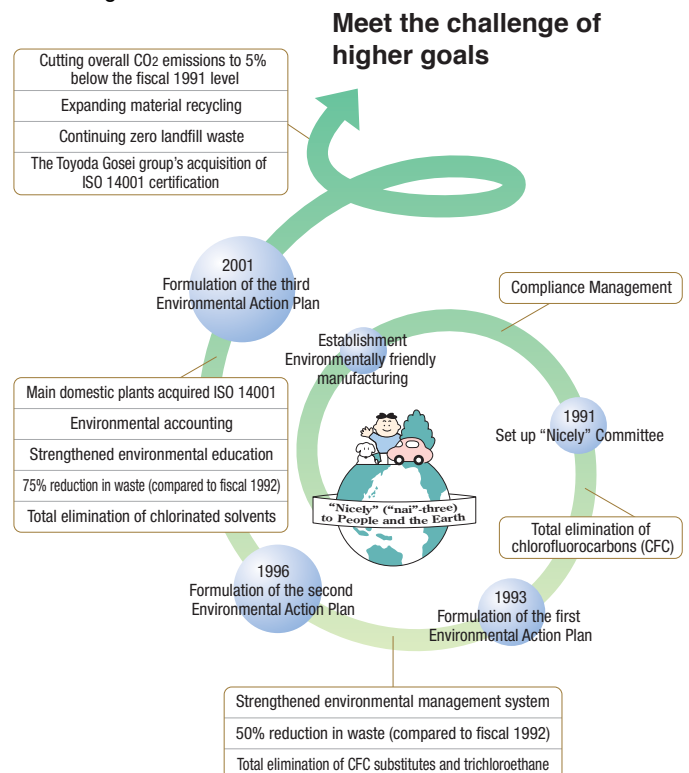 Meet the challenge of
higher goals
Cutting overall CO2 emissions to 5%
below the fiscal 1991 level
Expanding material recycling
Continuing zero landfill waste
The Toyoda Gosei group's acquisition of
ISO 14001 certification
2001
Formulation of the third
Environmental Action Plan
Compliance Management
Establishment
Environmentally friendly
manufacturing
Main domestic plants acquired ISO 14001
Environmental accounting
Strengthened environmental education
75% reduction in waste (compared to fiscal 1992)
Total elimination of chlorinated solvents
1991
Set up "Nicely" Committee
"Nicely" ("nai"-three)
to People and the Earth
Total elimination of
chlorofluorocarbons (CFC)
1996
Formulation of the second
Environmental Action Plan
1993
Formulation of the first
Environmental Action Plan
Strengthened environmental management system
50% reduction in waste (compared to fiscal 1992)
Total elimination of CFC substitutes and trichloroethane